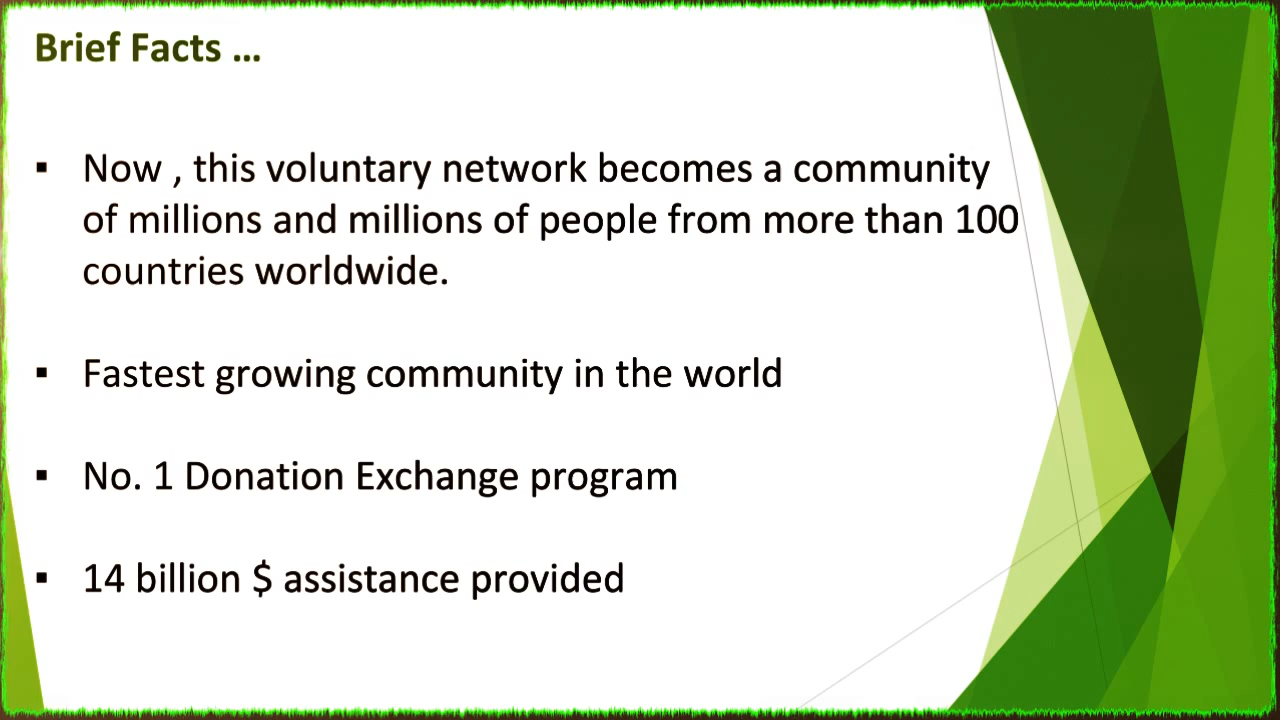 Brief Facts ...
▪ Now , this voluntary network becomes a community
of millions and millions of people from more than 100
countries worldwide.
▪ Fastest growing community in the world
▪ No. 1 Donation Exchange program
▪ 14 billion $ assistance provided